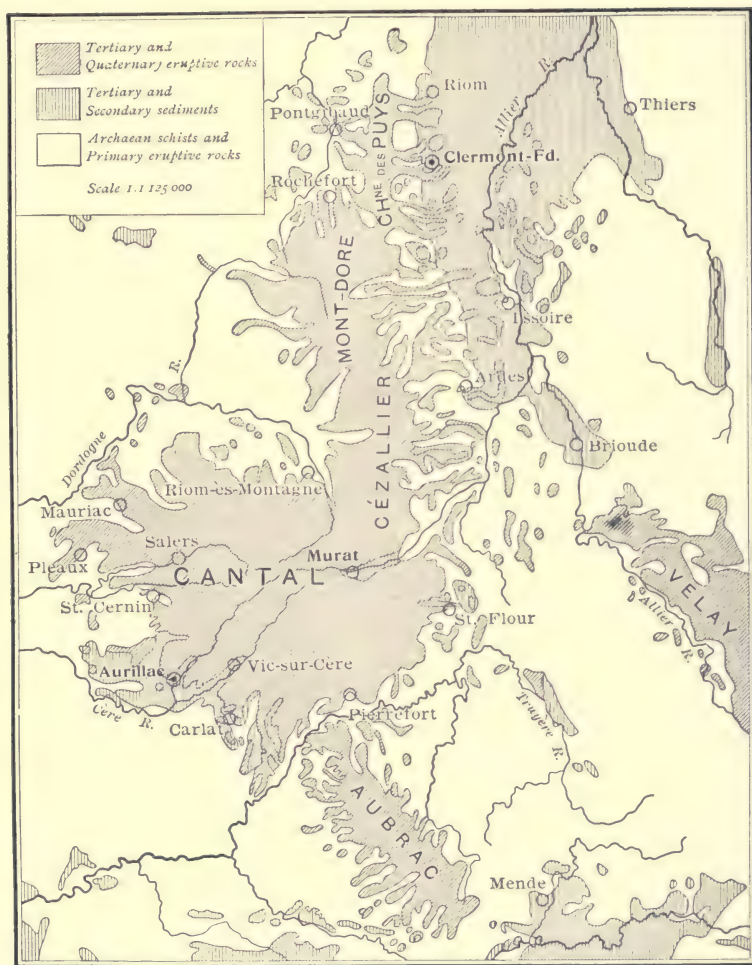 Tertiary and
Quaternary eruptive rocks
Tertiary and
Secondary sediments
Archaean schists and
Primary eruptive rocks
Scale 1.1 125 000
Riom
Allier
R.
Thiers
Pontgibaud
CHNE DES PUYS
Clermont-Fd.
Rochefort
MONT-DORE
Issoire
R.
Ardes
CÉZALLIER
Brioude
Dordogne
Riom-es-Montagne
Mauriac
Salers
Murat
Pleaux
CANTAL
VELAY
St. Cernin
St. Flour
Allier
R.
Aurillac
Vic-sur-Cère
Cère R.
Carlat
Pierrefort
Truyère
R.
AUBRAC
Mende